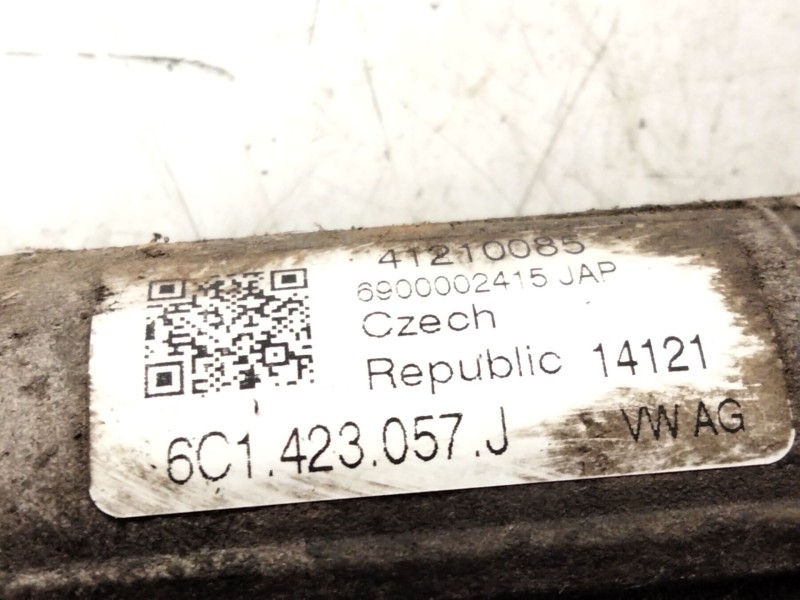 41210085
6900002415 JAP
Czech
Republic 14121
6C1.423.057.J VW AG